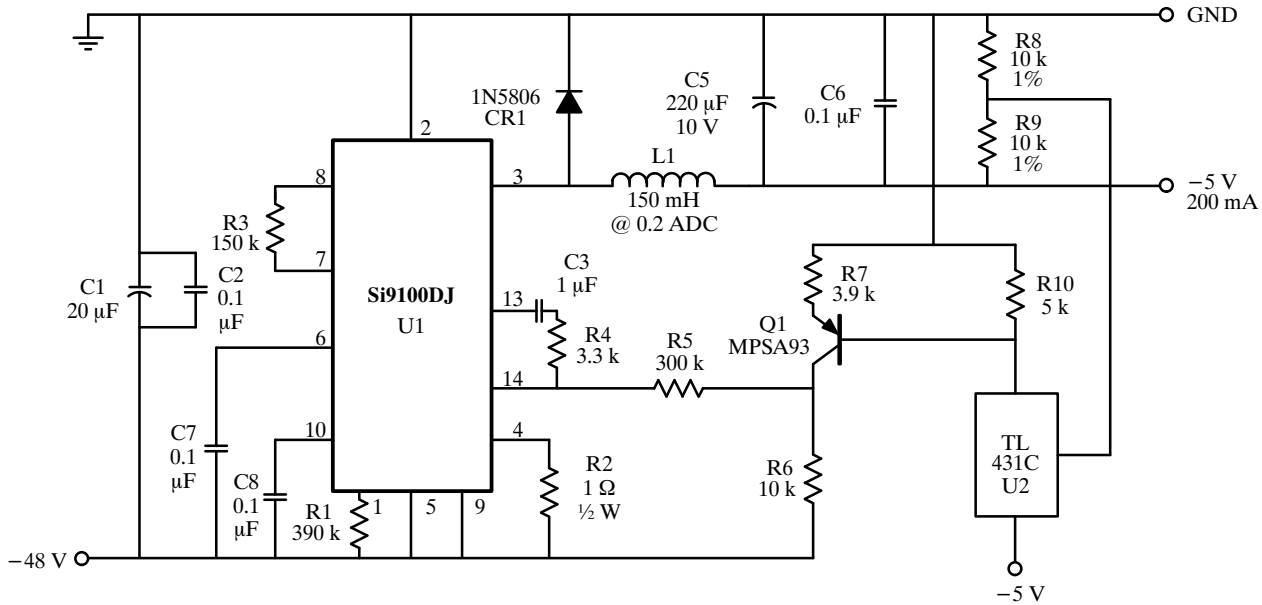 GND
R8
10 k
1%
C5
220 µF
10 V
C6
0.1 µF
1N5806
CR1
2
R9
10 k
1%
L1
8
3
−5 V
200 mA
150 mH
@ 0.2 ADC
R3
150 k
7
C3
1 µF
R7
3.9 k
R10
5 k
C1
20 µF
C2
0.1
µF
Si9100DJ
U1
13
R4
3.3 k
Q1
MPSA93
6
R5
300 k
14
C7
0.1
µF
10
4
TL
431C
U2
C8
0.1
µF
R2
1 Ω
½ W
R6
10 k
R1
390 k
1
5
9
−48 V
−5 V